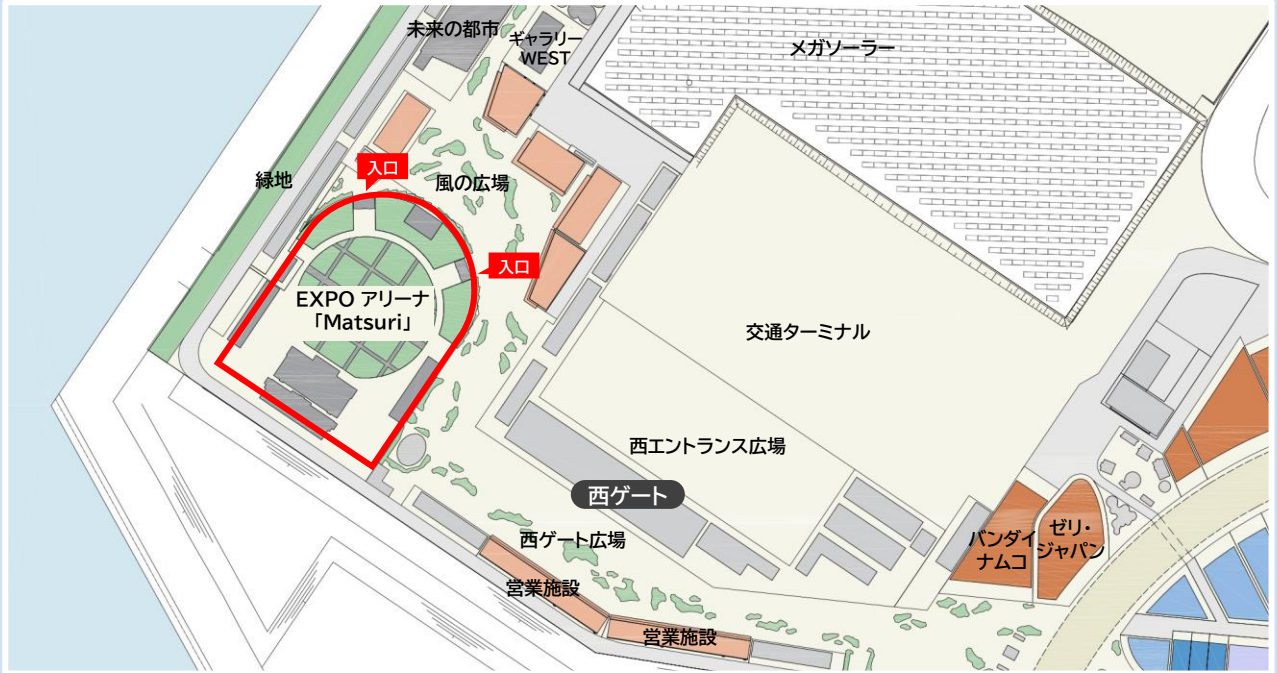 未来の都市
ギャラリー
WEST
メガソーラー
入口
緑地
風の広場
入口
EXPO アリーナ
「Matsuri」
交通ターミナル
西エントランス広場
西ゲート
西ゲート広場
バンダイ
ナムコ
ゼリ・
ジャパン
営業施設
営業施設